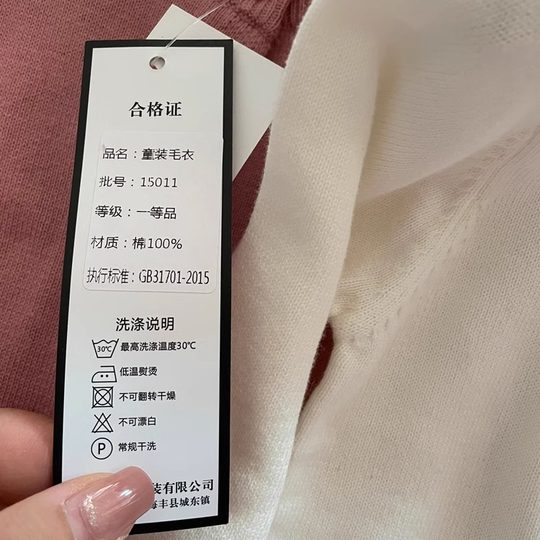 合格证
品名：童装毛衣
批号：15011
等级：一等品
材质：棉100%
执行标准：GB31701-2015
洗涤说明
30℃ 最高洗涤温度30℃
低温熨烫
不可翻转干燥
不可漂白
P 常规干洗
装有限公司
海丰县城东镇